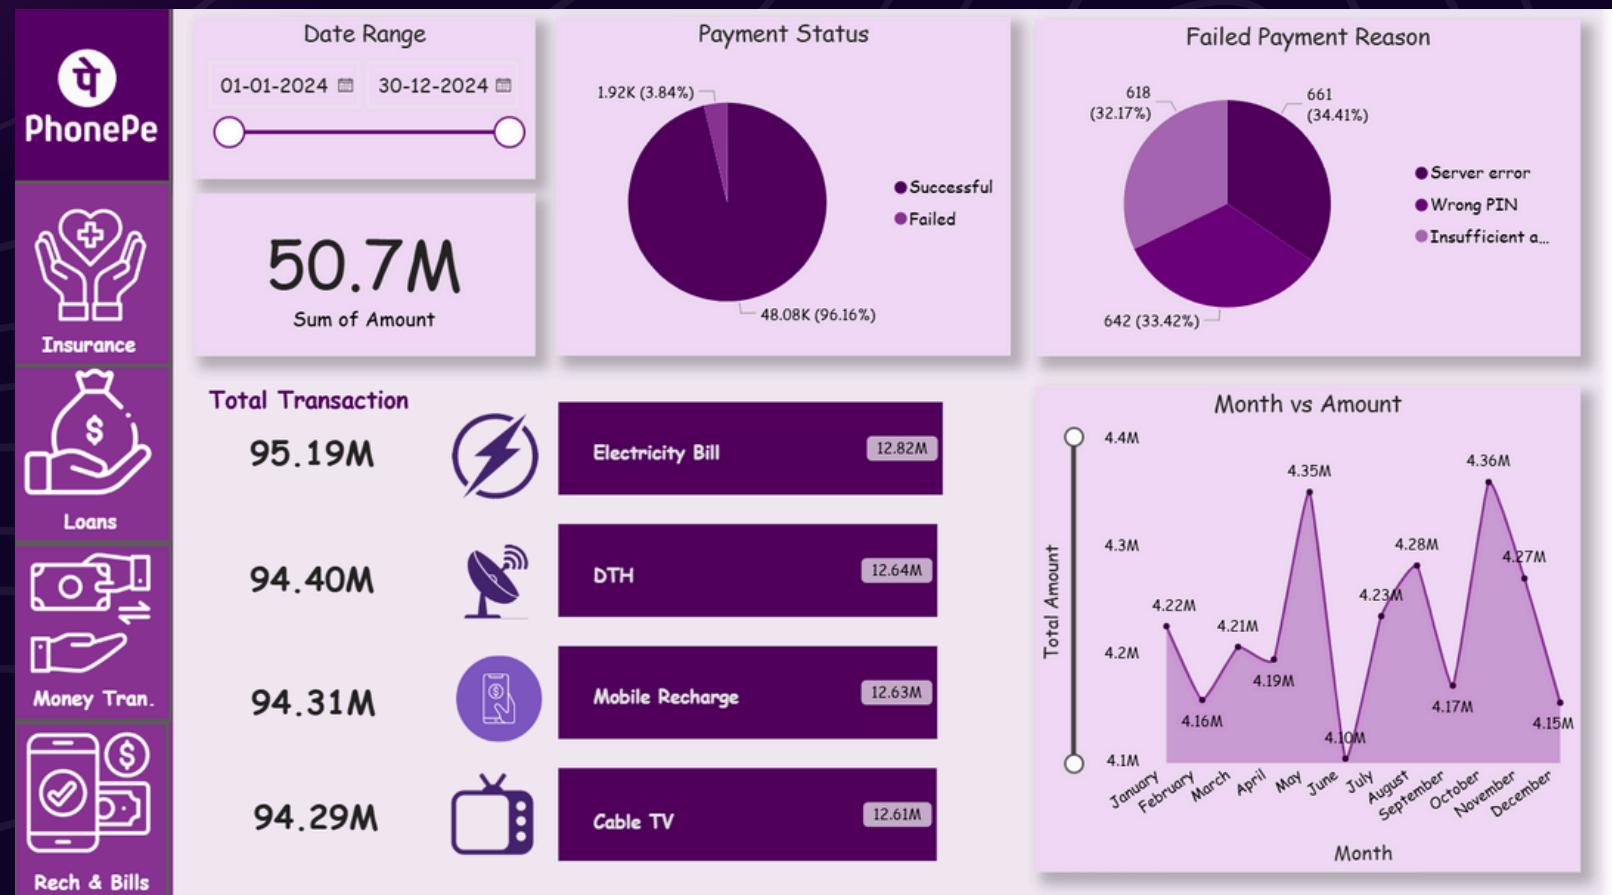 पे
PhonePe
Insurance
$
Loans
Money Tran.
$
Rech & Bills
Date Range
01-01-2024
30-12-2024
50.7M
Sum of Amount
Payment Status
1.92K (3.84%)
48.08K (96.16%)
Successful
Failed
Failed Payment Reason
618
(32.17%)
661
(34.41%)
642 (33.42%)
Server error
Wrong PIN
Insufficient a...
Total Transaction
95.19M
Electricity Bill
12.82M
94.40M
DTH
12.64M
94.31M
$
Mobile Recharge
12.63M
94.29M
Cable TV
12.61M
Month vs Amount
Total Amount
4.4M
4.3M
4.2M
4.1M
4.22M
4.16M
4.21M
4.19M
4.35M
4.10M
4.23M
4.28M
4.17M
4.36M
4.27M
4.15M
January
February
March
April
May
June
July
August
September
October
November
December
Month